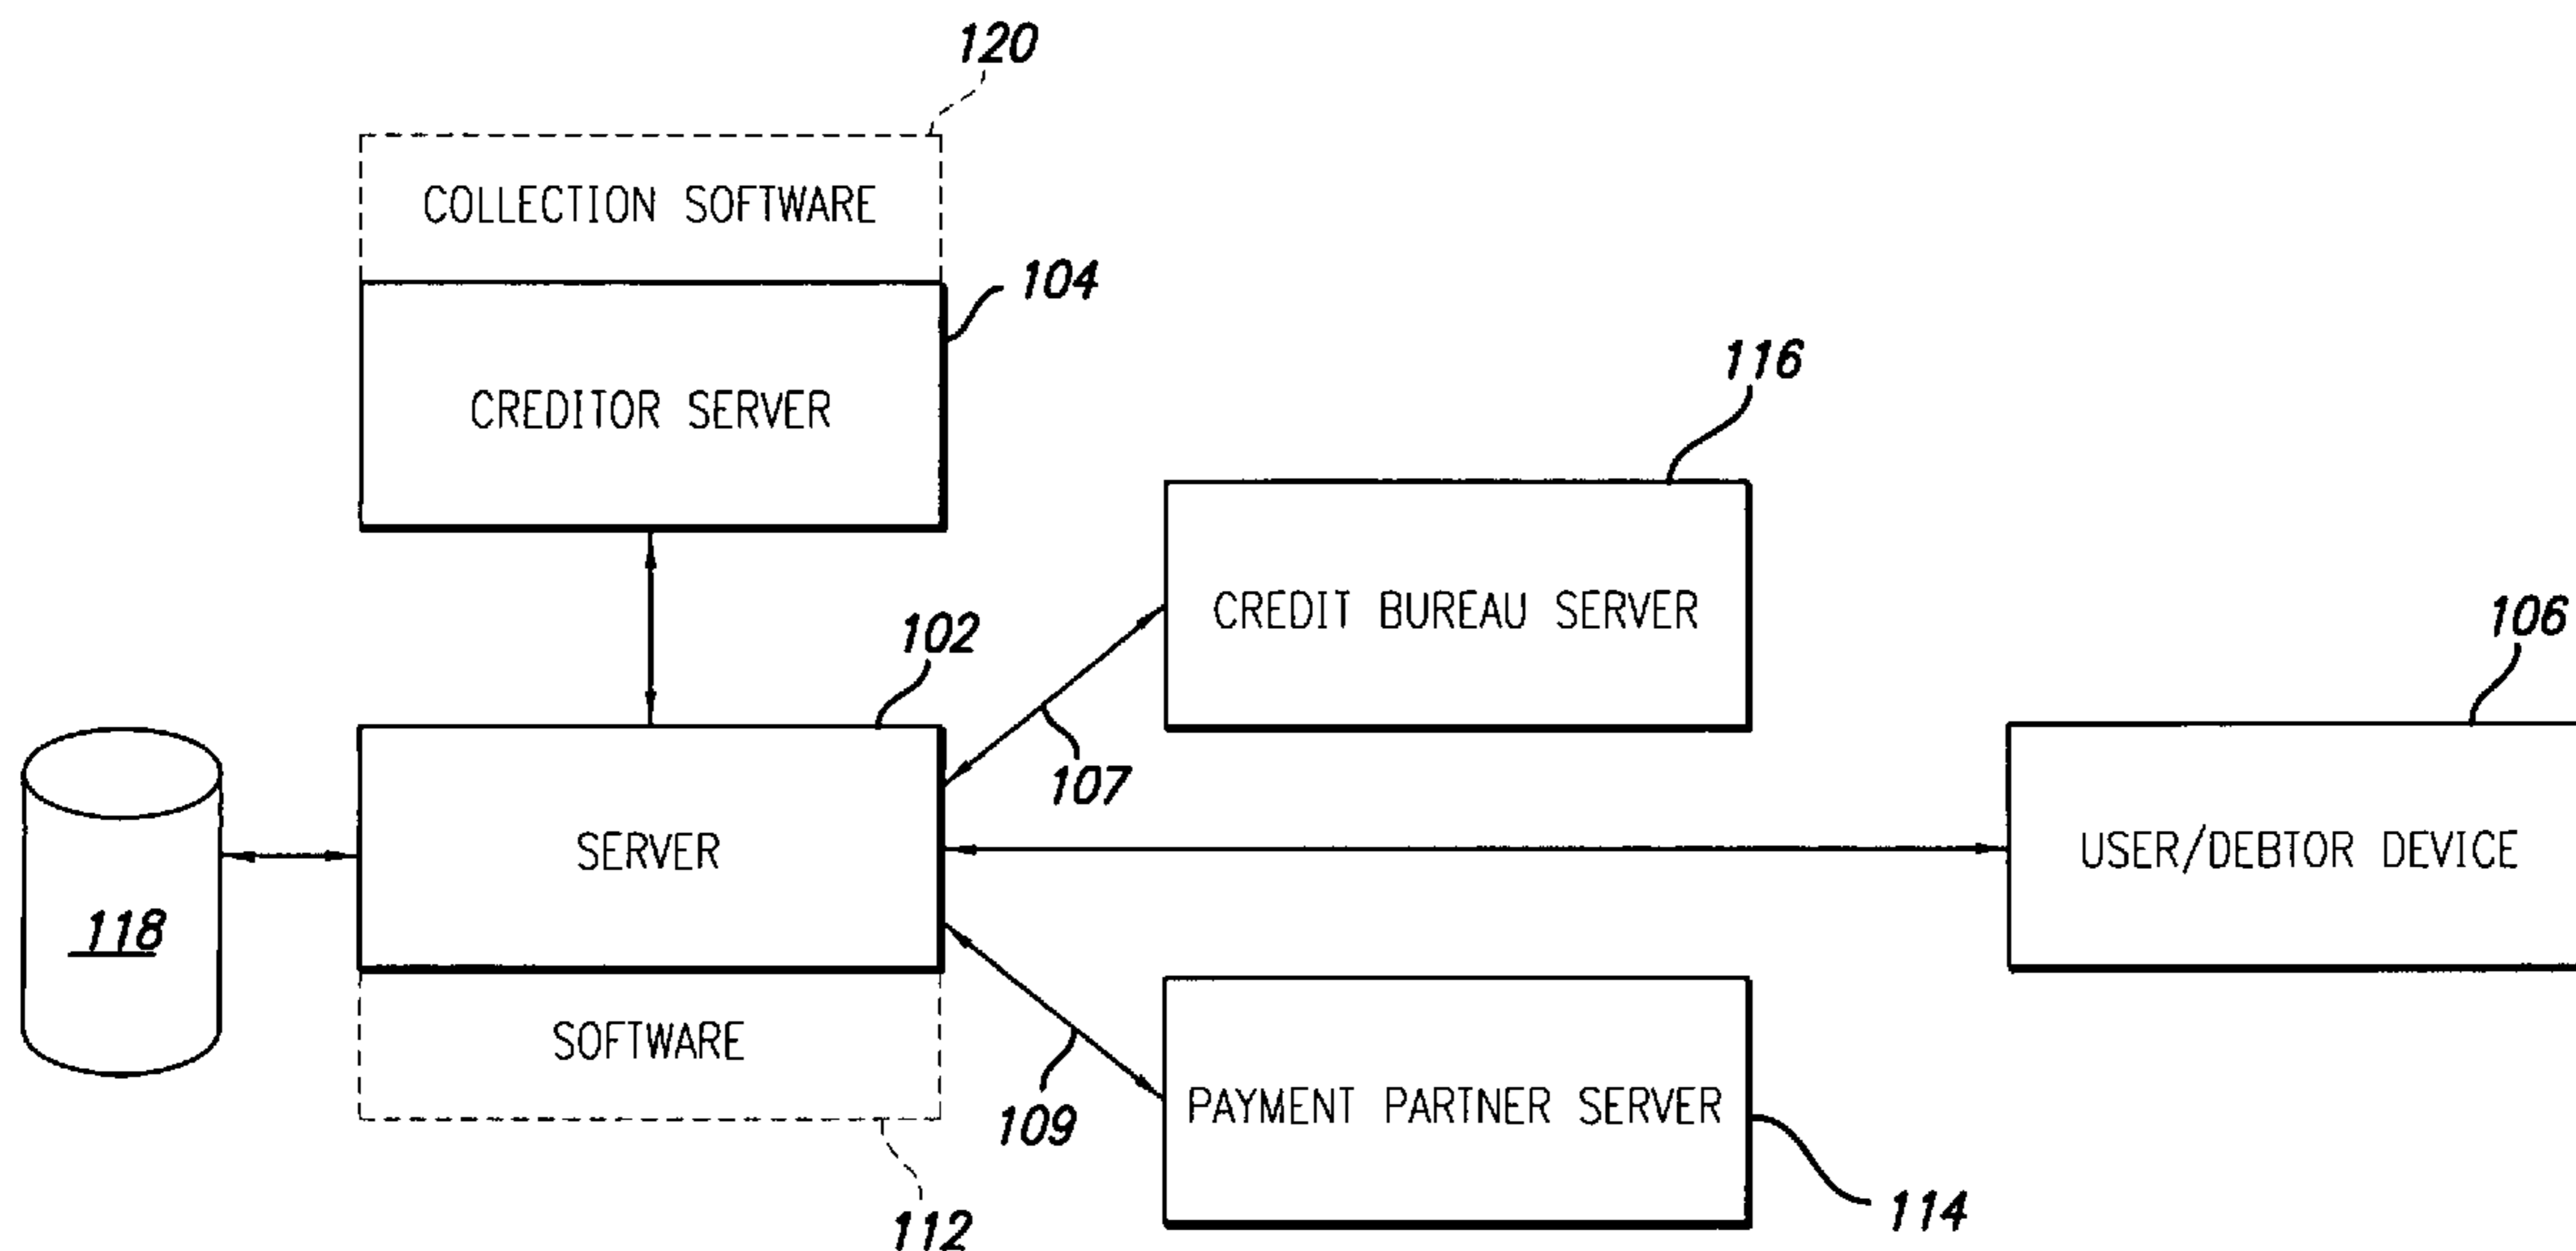 120
COLLECTION SOFTWARE
104
CREDITOR SERVER
116
CREDIT BUREAU SERVER
102
106
107
SERVER
USER/DEBTOR DEVICE
118
SOFTWARE
109
PAYMENT PARTNER SERVER
112
114